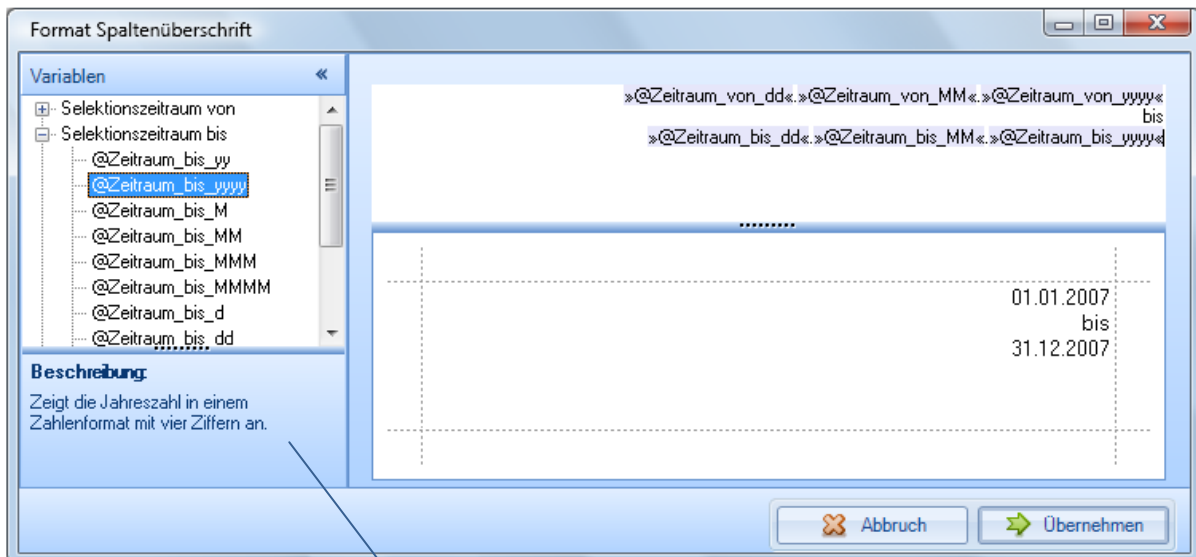 Format Spaltenüberschrift
Variablen «
Selektionszeitraum von
Selektionszeitraum bis
@Zeitraum_bis_yy
@Zeitraum_bis_yyyy
@Zeitraum_bis_M
@Zeitraum_bis_MM
@Zeitraum_bis_MMM
@Zeitraum_bis_MMMM
@Zeitraum_bis_d
@Zeitraum_bis_dd
Beschreibung:
Zeigt die Jahreszahl in einem
Zahlenformat mit vier Ziffern an.
»@Zeitraum_von_dd«.»@Zeitraum_von_MM«.»@Zeitraum_von_yyyy«
bis
»@Zeitraum_bis_dd«.»@Zeitraum_bis_MM«.»@Zeitraum_bis_yyyy«
01.01.2007
bis
31.12.2007
Abbruch
Übernehmen